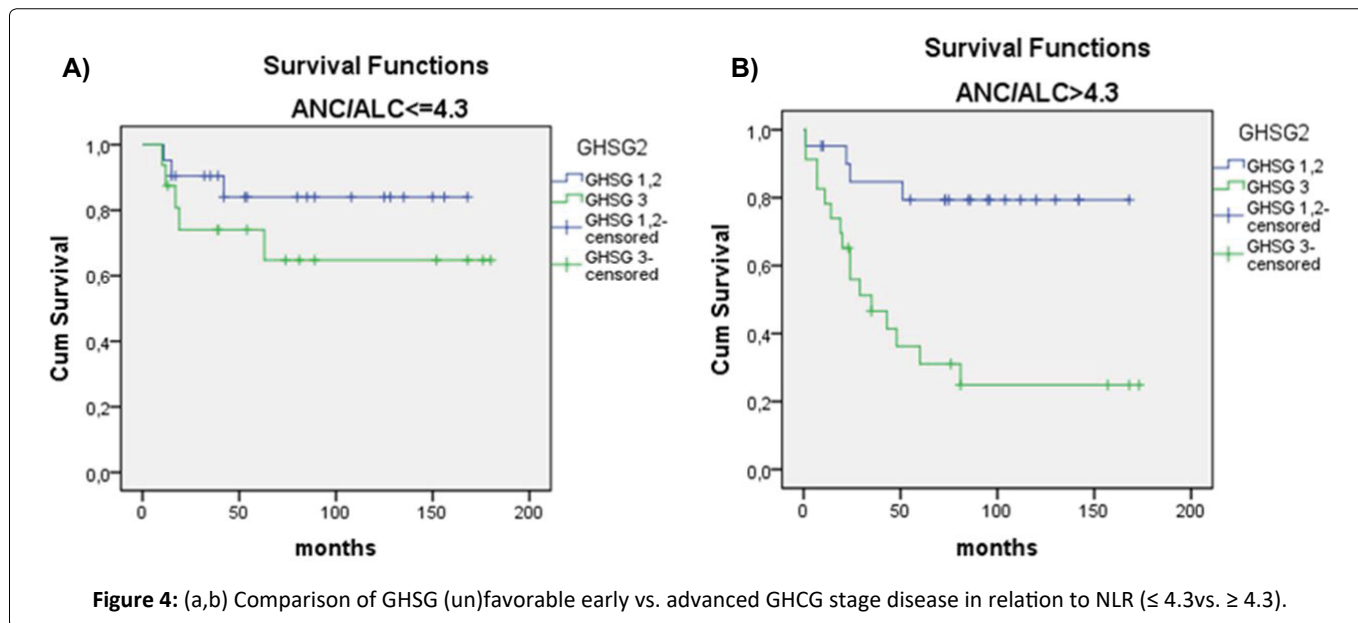 A)
Survival Functions
ANC/ALC<=4.3
GHSG2
GHSG 1,2
GHSG 3
GHSG 1,2-
censored
GHSG 3-
censored
Cum Survival
1,0
0,8
0,6
0,4
0,2
0,0
0
50
100
150
200
months
B)
Survival Functions
ANC/ALC>4.3
GHSG2
GHSG 1,2
GHSG 3
GHSG 1,2-
censored
GHSG 3-
censored
Cum Survival
1,0
0,8
0,6
0,4
0,2
0,0
0
50
100
150
200
months
Figure 4: (a,b) Comparison of GHSG (un)favorable early vs. advanced GHCG stage disease in relation to NLR (≤ 4.3vs. ≥ 4.3).